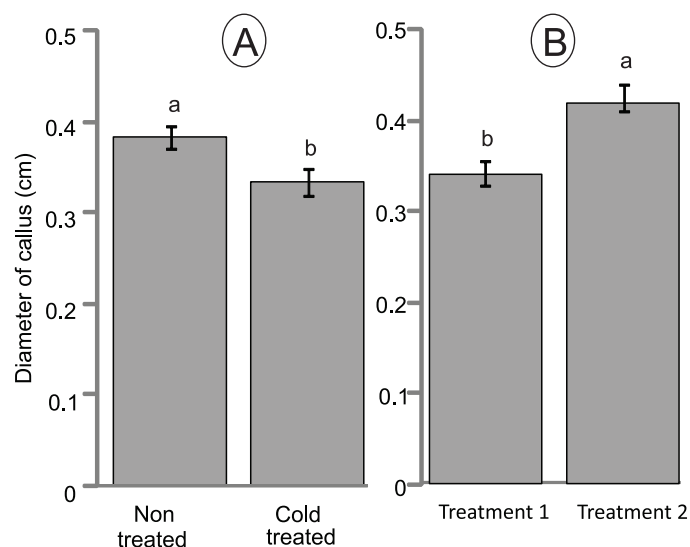 A
B
Diameter of callus (cm)
0.5
0.4
0.3
0.2
0.1
0
a
b
Non
treated
Cold
treated
0.5
0.4
0.3
0.2
0.1
0
b
a
Treatment 1
Treatment 2